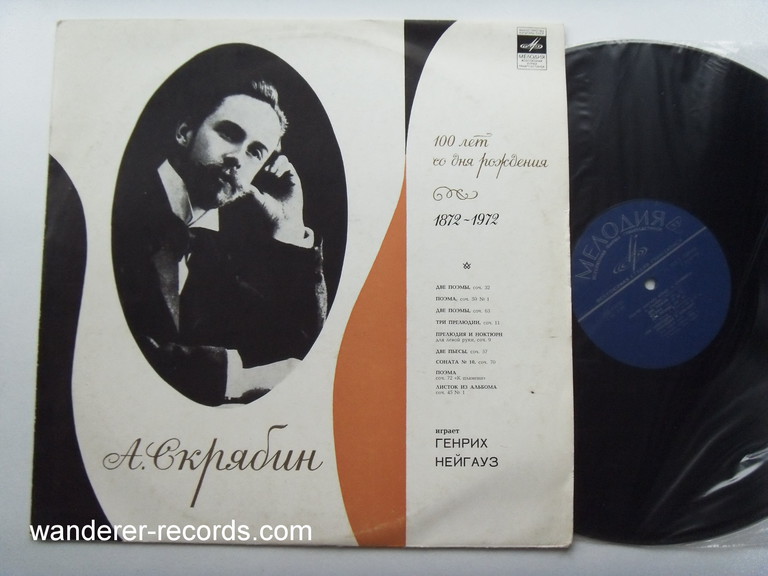 МЕЛОДИЯ
100 лет
со дня рождения
1872~1972
ДВЕ ПОЭМЫ, соч. 32
ПОЭМА, соч. 59 № 1
ДВЕ ПОЭМЫ, соч. 63
ТРИ ПРЕЛЮДИИ, соч. 11
ПРЕЛЮДИЯ И НОКТЮРН
для левой руки, соч. 9
ДВЕ ПЬЕСЫ, соч. 57
СОНАТА № 10, соч. 70
ПОЭМА
соч. 72 «К пламени»
ЛИСТОК ИЗ АЛЬБОМА
соч. 45 № 1
играет
ГЕНРИХ
НЕЙГАУЗ
А. Скрябин
МЕЛОДИЯ
wanderer-records.com